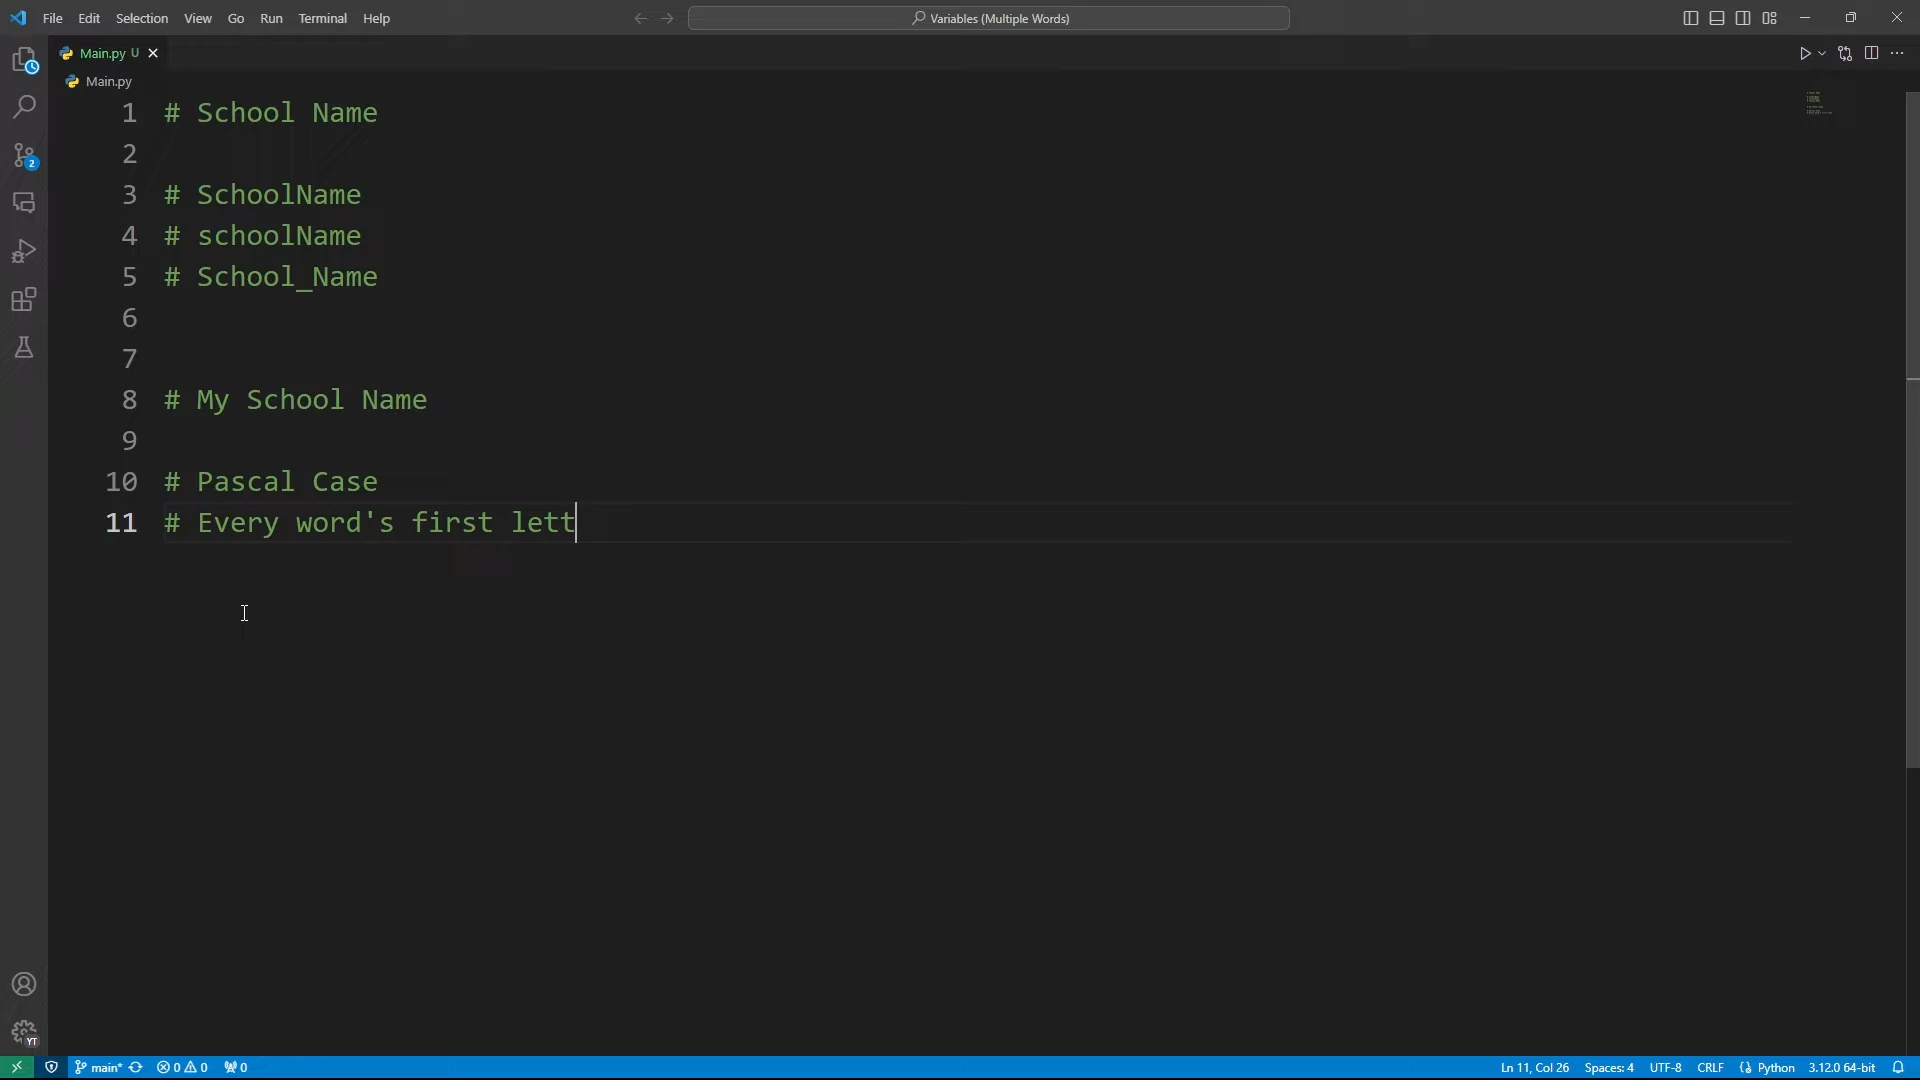 File Edit Selection View Go Run Terminal Help
Variables (Multiple Words)
Main.py U
Main.py
1 # School Name
2
3 # SchoolName
4 # schoolName
5 # School_Name
6
7
8 # My School Name
9
10 # Pascal Case
11 # Every word's first lett
2
YT
main* 0 0 0
Ln 11, Col 26 Spaces: 4 UTF-8 CRLF Python 3.12.0 64-bit